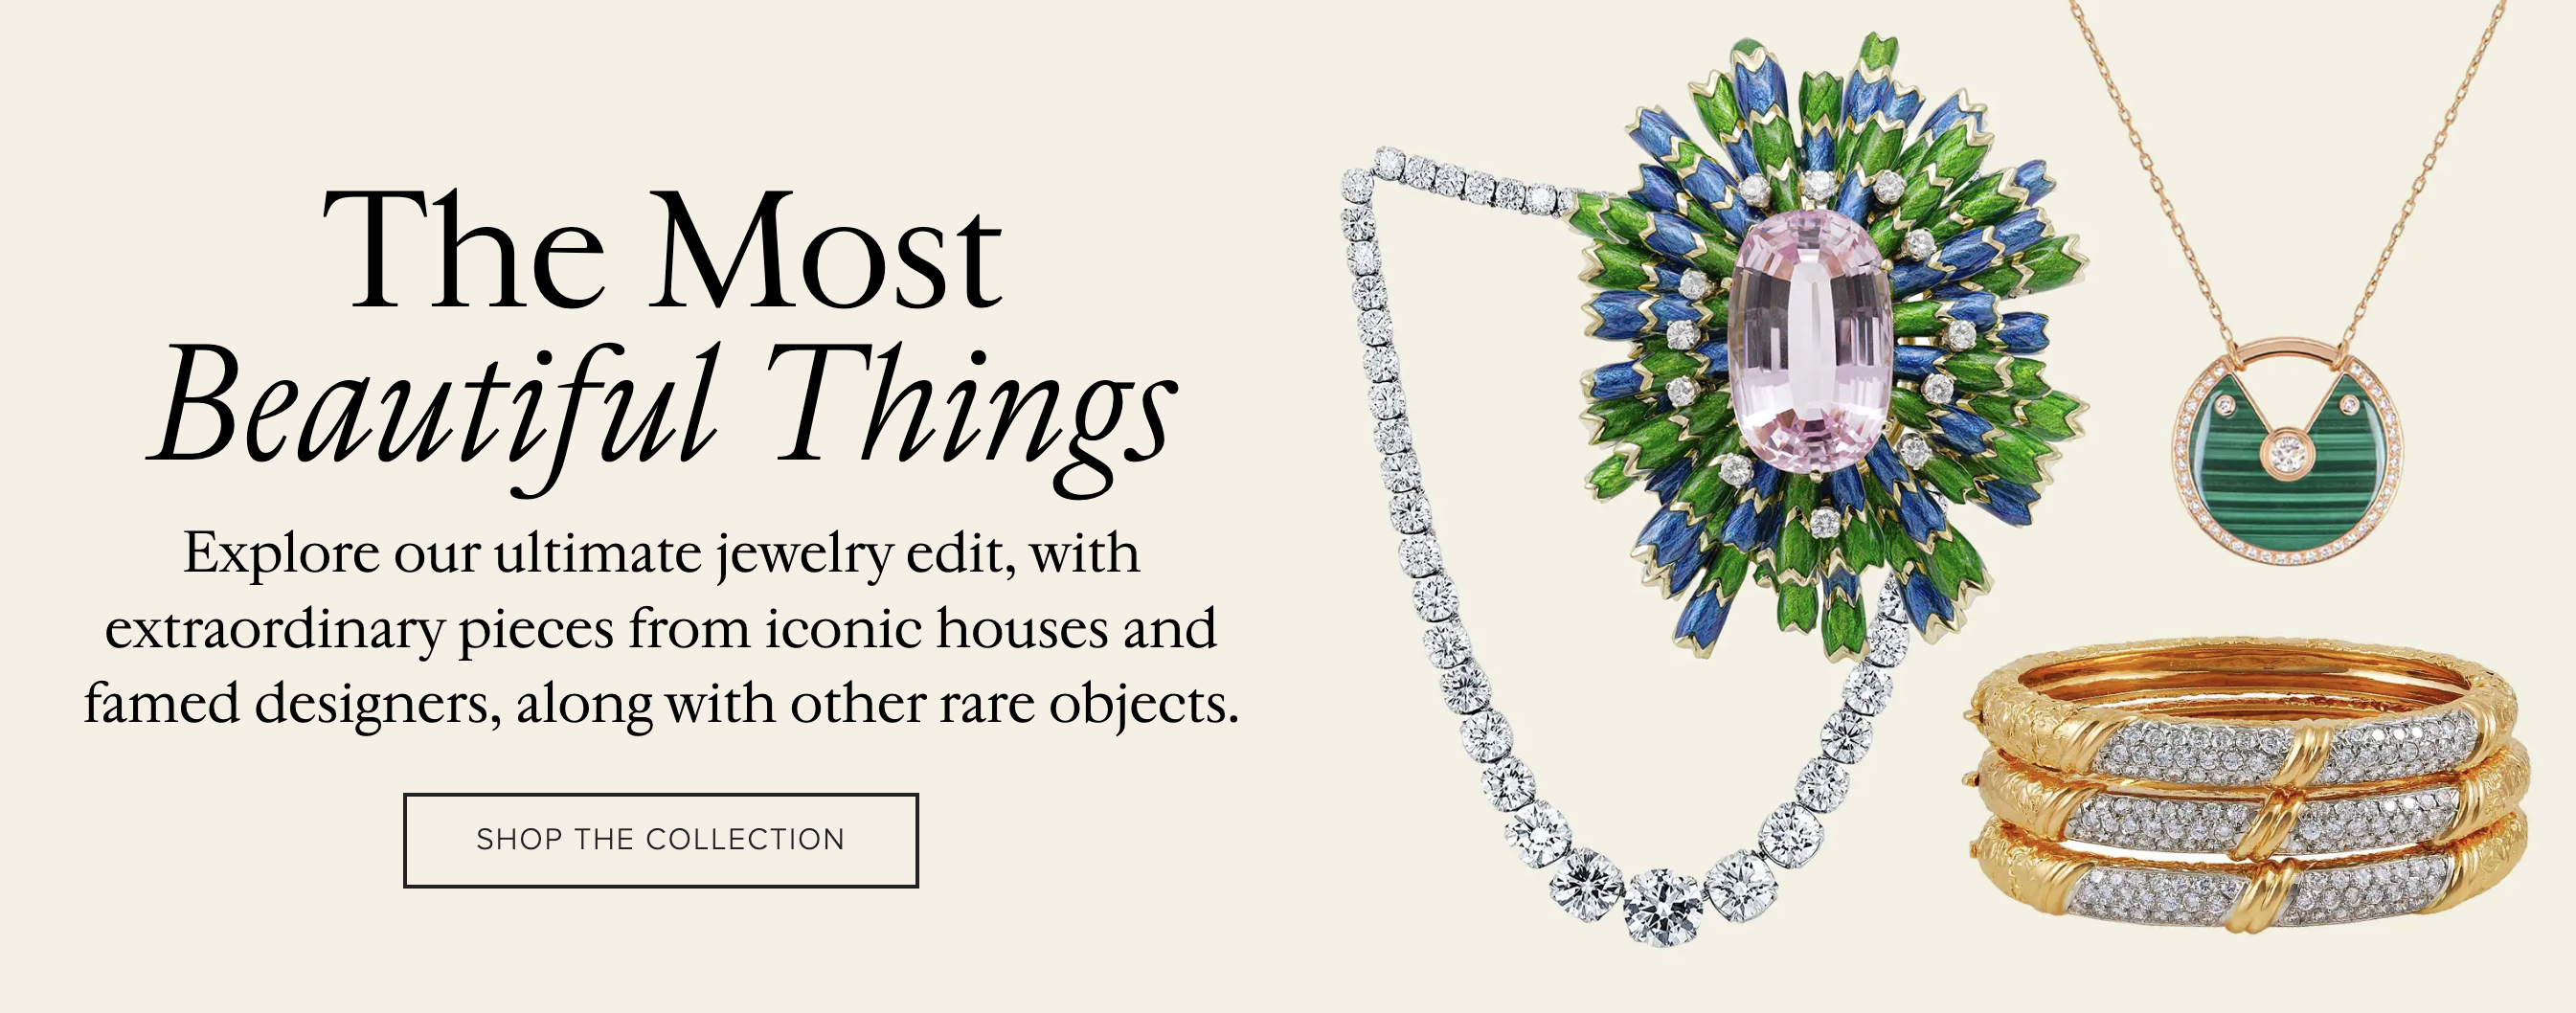 The Most
Beautiful Things
Explore our ultimate jewelry edit, with
extraordinary pieces from iconic houses and
famed designers, along with other rare objects.
SHOP THE COLLECTION